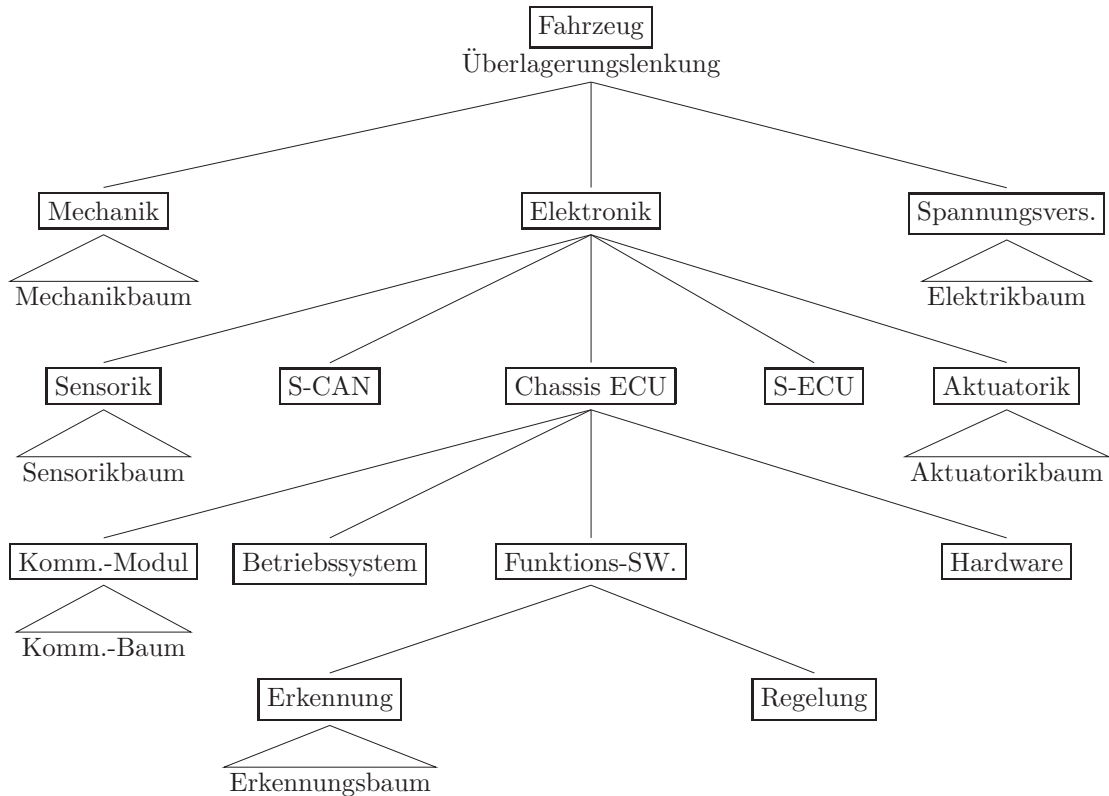 Fahrzeug
Überlagerungslenkung
Mechanik
Elektronik
Spannungsvers.
Mechanikbaum
Elektrikbaum
Sensorik
S-CAN
Chassis ECU
S-ECU
Aktuatorik
Sensorikbaum
Aktuatorikbaum
Komm.-Modul
Betriebssystem
Funktions-SW.
Hardware
Komm.-Baum
Erkennung
Regelung
Erkennungsbaum